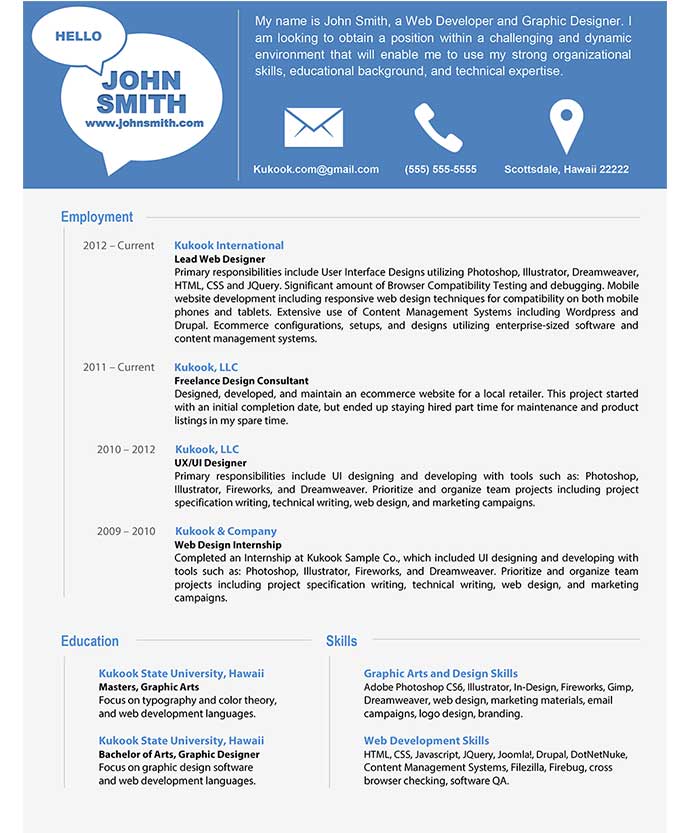 HELLO
JOHN
SMITH
www.johnsmith.com
My name is John Smith, a Web Developer and Graphic Designer. I
am looking to obtain a position within a challenging and dynamic
environment that will enable me to use my strong organizational
skills, educational background, and technical expertise.
Kukook.com@gmail.com
(555) 555-5555
Scottsdale, Hawaii 22222
Employment
2012 – Current
Kukook International
Lead Web Designer
Primary responsibilities include User Interface Designs utilizing Photoshop, Illustrator, Dreamweaver,
HTML, CSS and JQuery. Significant amount of Browser Compatibility Testing and debugging. Mobile
website development including responsive web design techniques for compatibility on both mobile
phones and tablets. Extensive use of Content Management Systems including Wordpress and
Drupal. Ecommerce configurations, setups, and designs utilizing enterprise-sized software and
content management systems.
2011 – Current
Kukook, LLC
Freelance Design Consultant
Designed, developed, and maintain an ecommerce website for a local retailer. This project started
with an initial completion date, but ended up staying hired part time for maintenance and product
listings in my spare time.
2010 – 2012
Kukook, LLC
UX/UI Designer
Primary responsibilities include UI designing and developing with tools such as: Photoshop,
Illustrator, Fireworks, and Dreamweaver. Prioritize and organize team projects including project
specification writing, technical writing, web design, and marketing campaigns.
2009 – 2010
Kukook & Company
Web Design Internship
Completed an Internship at Kukook Sample Co., which included UI designing and developing with
tools such as: Photoshop, Illustrator, Fireworks, and Dreamweaver. Prioritize and organize team
projects including project specification writing, technical writing, web design, and marketing
campaigns.
Education
Kukook State University, Hawaii
Masters, Graphic Arts
Focus on typography and color theory,
and web development languages.
Kukook State University, Hawaii
Bachelor of Arts, Graphic Designer
Focus on graphic design software
and web development languages.
Skills
Graphic Arts and Design Skills
Adobe Photoshop CS6, Illustrator, In-Design, Fireworks, Gimp,
Dreamweaver, web design, marketing materials, email
campaigns, logo design, branding.
Web Development Skills
HTML, CSS, Javascript, JQuery, Joomla!, Drupal, DotNetNuke,
Content Management Systems, Filezilla, Firebug, cross
browser checking, software QA.